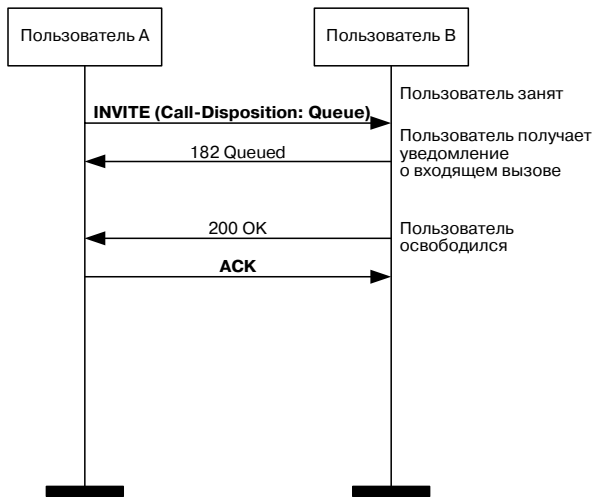 Пользователь А
Пользователь В
Пользователь занят
INVITE (Call-Disposition: Queue)
Пользователь получает
уведомление
о входящем вызове
182 Queued
200 OK
Пользователь
освободился
ACK